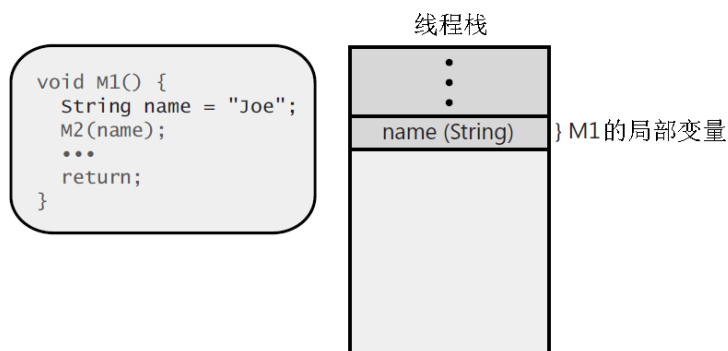 线程栈
void M1() {
String name = "Joe";
M2(name);
•••
return;
}
name (String)
} M1的局部变量